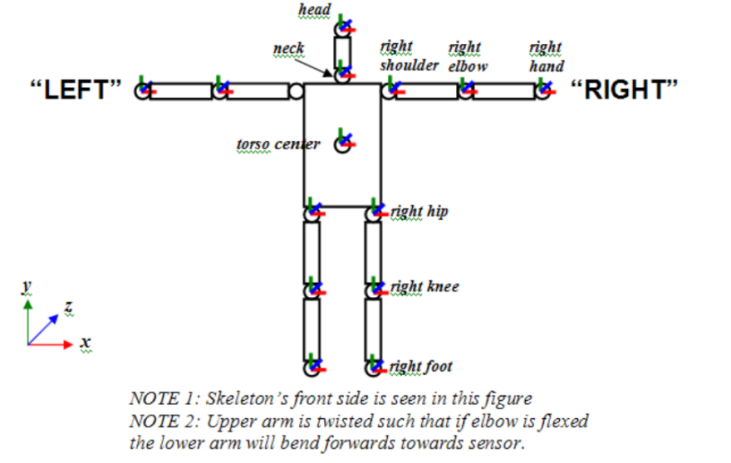 head
neck
right right right
shoulder elbow hand
“LEFT” “RIGHT”
torso center
right hip
right knee
right foot
y
z
x
NOTE 1: Skeleton’s front side is seen in this figure
NOTE 2: Upper arm is twisted such that if elbow is flexed
the lower arm will bend forwards towards sensor.